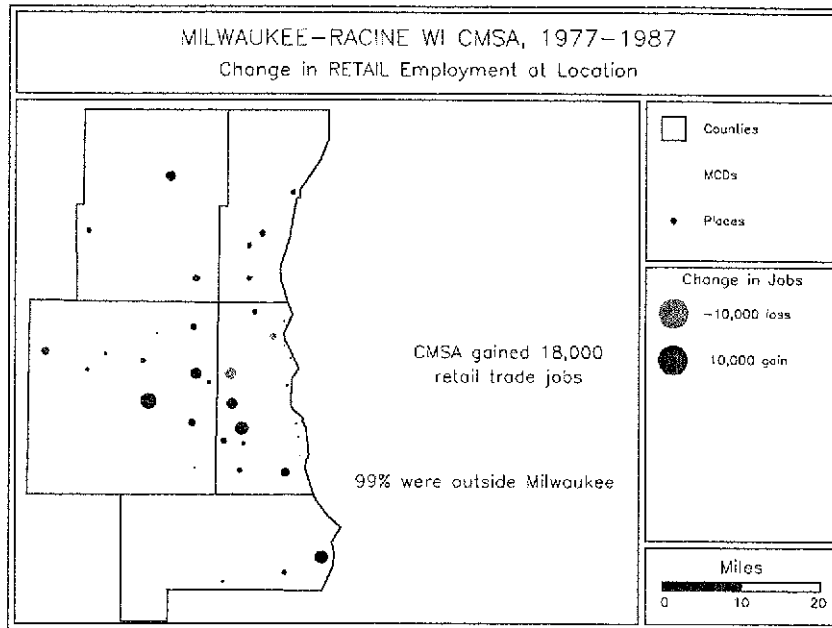 MILWAUKEE-RACINE WI CMSA, 1977-1987
Change in RETAIL Employment at Location
Counties
MCDs
Places
Change in Jobs
-10,000 loss
10,000 gain
CMSA gained 18,000
retail trade jobs
99% were outside Milwaukee
Miles
0 10 20